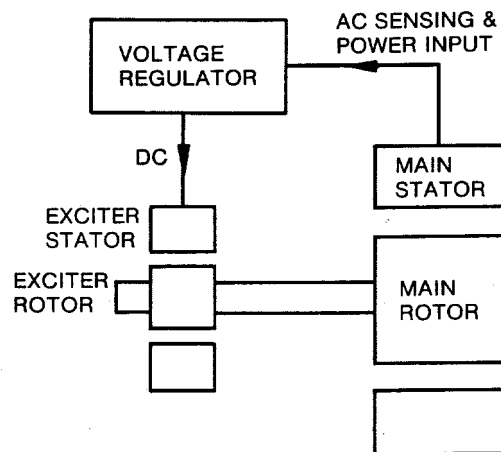 AC SENSING &
POWER INPUT
VOLTAGE
REGULATOR
DC
MAIN
STATOR
EXCITER
STATOR
EXCITER
ROTOR
MAIN
ROTOR